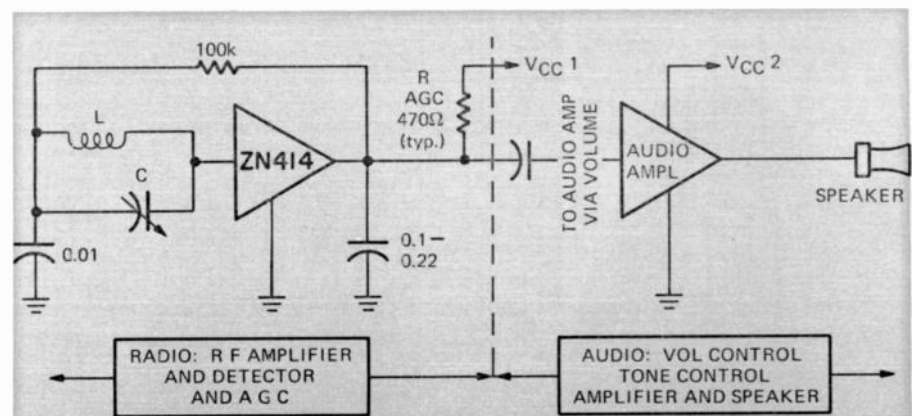 100k
L
C
0.01
ZN414
R
AGC
470Ω
(typ.)
0.1–
0.22
VCC 1
TO AUDIO AMP
VIA VOLUME
VCC 2
AUDIO
AMPL
SPEAKER
RADIO: R F AMPLIFIER
AND DETECTOR
AND A G C
AUDIO: VOL CONTROL
TONE CONTROL
AMPLIFIER AND SPEAKER